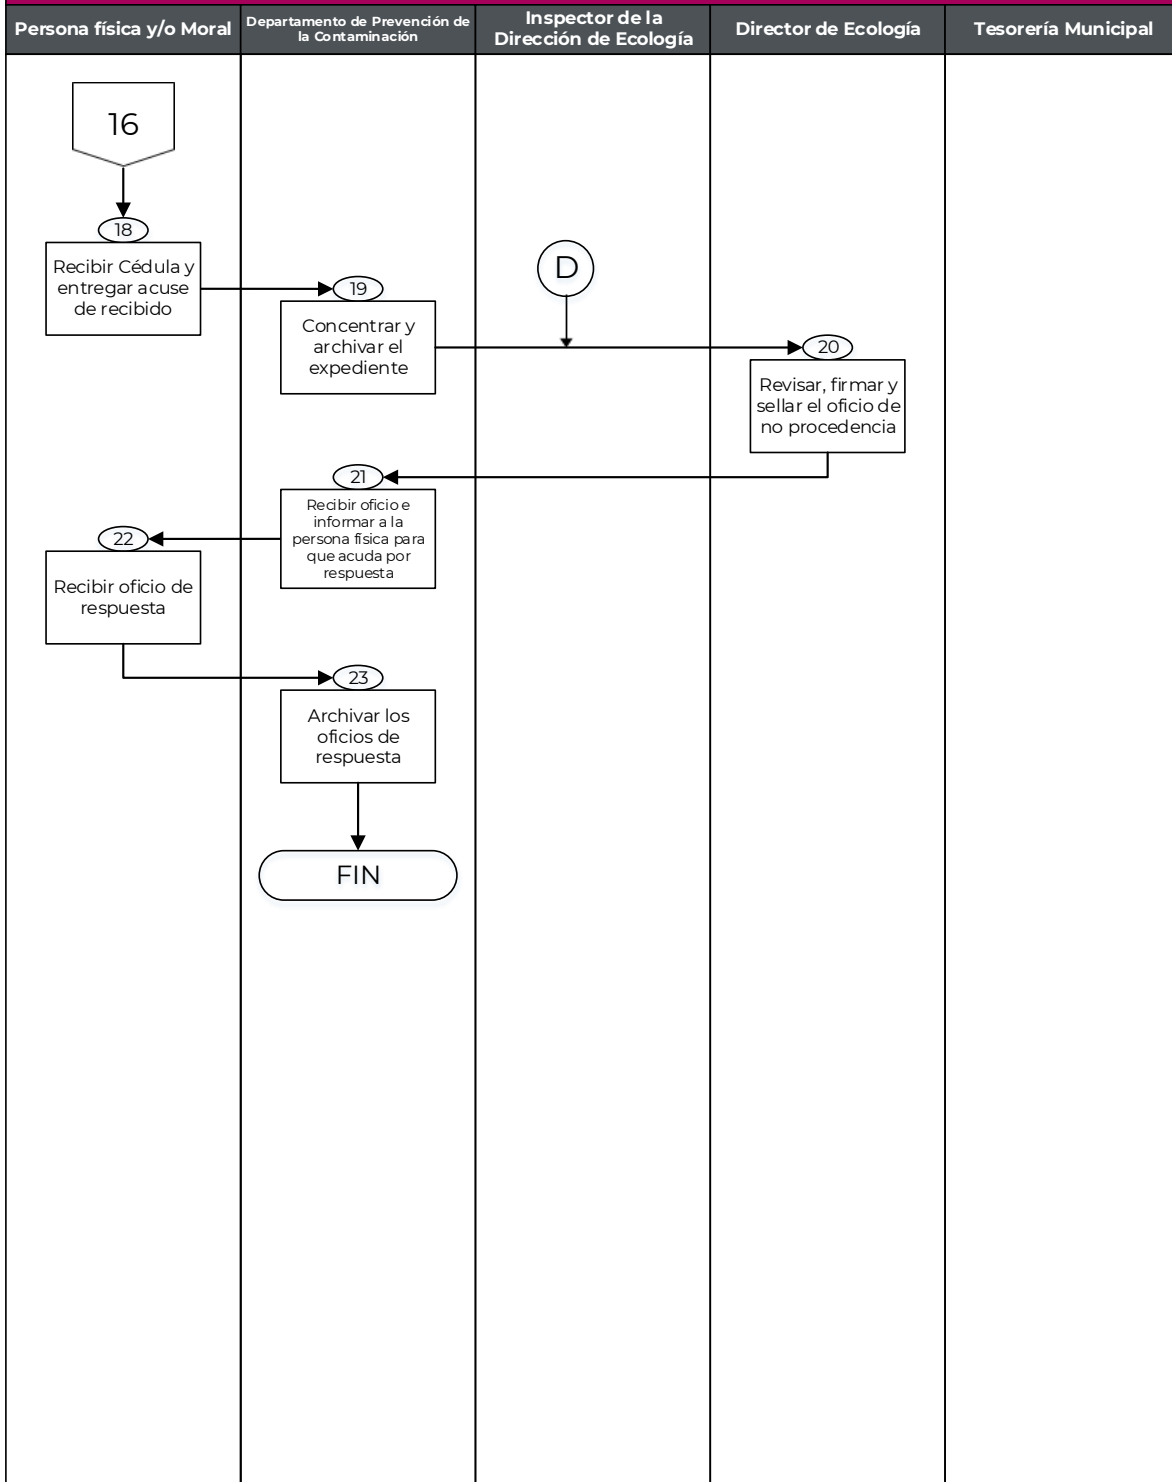 Persona física y/o Moral
Departamento de Prevención de
la Contaminación
Inspector de la
Dirección de Ecología
Director de Ecología
Tesorería Municipal
16
18
Recibir Cédula y
entregar acuse
de recibido
19
Concentrar y
archivar el
expediente
D
20
Revisar, firmar y
sellar el oficio de
no procedencia
21
Recibir oficio e
informar a la
persona física para
que acuda por
respuesta
22
Recibir oficio de
respuesta
23
Archivar los
oficios de
respuesta
FIN